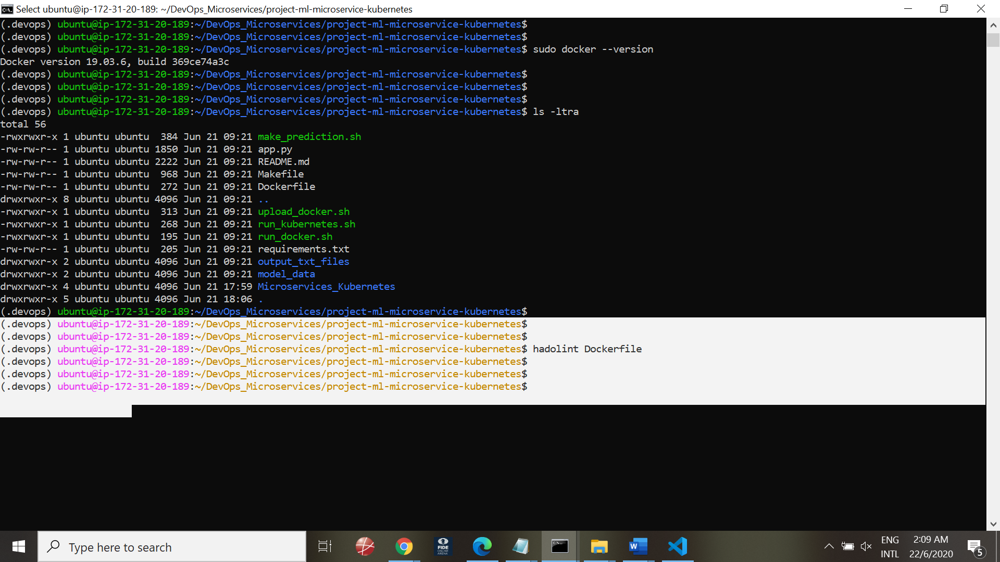 Select ubuntu@ip-172-31-20-189: ~/DevOps_Microservices/project-ml-microservice-kubernetes
(.devops) ubuntu@ip-172-31-20-189:~/DevOps_Microservices/project-ml-microservice-kubernetes$
(.devops) ubuntu@ip-172-31-20-189:~/DevOps_Microservices/project-ml-microservice-kubernetes$
(.devops) ubuntu@ip-172-31-20-189:~/DevOps_Microservices/project-ml-microservice-kubernetes$ sudo docker --version
Docker version 19.03.6, build 369ce74a3c
(.devops) ubuntu@ip-172-31-20-189:~/DevOps_Microservices/project-ml-microservice-kubernetes$
(.devops) ubuntu@ip-172-31-20-189:~/DevOps_Microservices/project-ml-microservice-kubernetes$
(.devops) ubuntu@ip-172-31-20-189:~/DevOps_Microservices/project-ml-microservice-kubernetes$
(.devops) ubuntu@ip-172-31-20-189:~/DevOps_Microservices/project-ml-microservice-kubernetes$ ls -ltra
total 56
-rwxrwxr-x 1 ubuntu ubuntu  384 Jun 21 09:21 make_prediction.sh
-rw-rw-r-- 1 ubuntu ubuntu 1850 Jun 21 09:21 app.py
-rw-rw-r-- 1 ubuntu ubuntu 2222 Jun 21 09:21 README.md
-rw-rw-r-- 1 ubuntu ubuntu  968 Jun 21 09:21 Makefile
-rw-rw-r-- 1 ubuntu ubuntu  272 Jun 21 09:21 Dockerfile
drwxrwxr-x 8 ubuntu ubuntu 4096 Jun 21 09:21 ..
-rwxrwxr-x 1 ubuntu ubuntu  313 Jun 21 09:21 upload_docker.sh
-rwxrwxr-x 1 ubuntu ubuntu  268 Jun 21 09:21 run_kubernetes.sh
-rwxrwxr-x 1 ubuntu ubuntu  195 Jun 21 09:21 run_docker.sh
-rw-rw-r-- 1 ubuntu ubuntu  205 Jun 21 09:21 requirements.txt
drwxrwxr-x 2 ubuntu ubuntu 4096 Jun 21 09:21 output_txt_files
drwxrwxr-x 2 ubuntu ubuntu 4096 Jun 21 09:21 model_data
drwxrwxr-x 4 ubuntu ubuntu 4096 Jun 21 17:59 Microservices_Kubernetes
drwxrwxr-x 5 ubuntu ubuntu 4096 Jun 21 18:06 .
(.devops) ubuntu@ip-172-31-20-189:~/DevOps_Microservices/project-ml-microservice-kubernetes$
(.devops) ubuntu@ip-172-31-20-189:~/DevOps_Microservices/project-ml-microservice-kubernetes$
(.devops) ubuntu@ip-172-31-20-189:~/DevOps_Microservices/project-ml-microservice-kubernetes$
(.devops) ubuntu@ip-172-31-20-189:~/DevOps_Microservices/project-ml-microservice-kubernetes$ hadolint Dockerfile
(.devops) ubuntu@ip-172-31-20-189:~/DevOps_Microservices/project-ml-microservice-kubernetes$
(.devops) ubuntu@ip-172-31-20-189:~/DevOps_Microservices/project-ml-microservice-kubernetes$
(.devops) ubuntu@ip-172-31-20-189:~/DevOps_Microservices/project-ml-microservice-kubernetes$
Type here to search
FIDE
ONLINE
ARENA
W
ENG
INTL
2:09 AM
22/6/2020
5